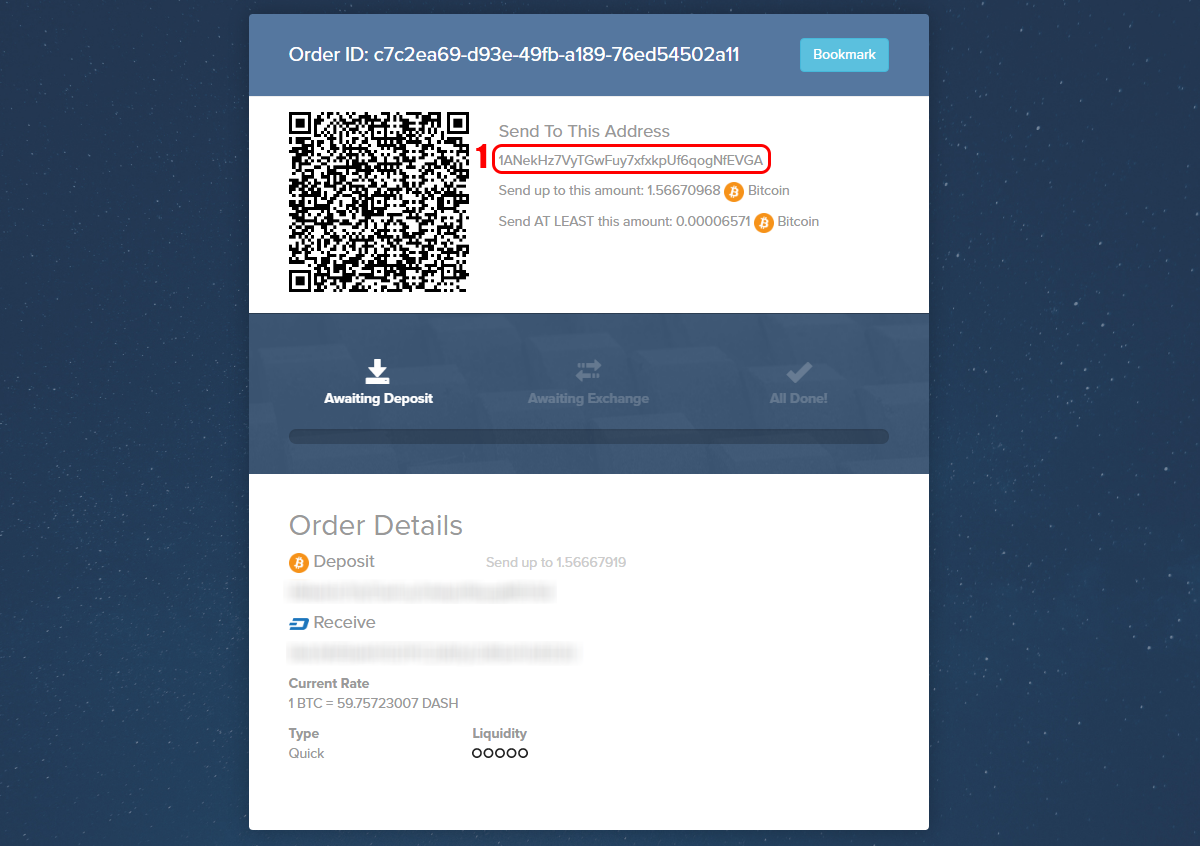 Order ID: c7c2ea69-d93e-49fb-a189-76ed54502a11
Bookmark
Send To This Address
1
1ANekHz7VyTGwFuy7xfxkpUf6qogNfEVGA
Send up to this amount: 1.56670968 Bitcoin
Send AT LEAST this amount: 0.00006571 Bitcoin
Awaiting Deposit
Awaiting Exchange
All Done!
Order Details
Deposit
Send up to 1.56667919
Receive
Current Rate
1 BTC = 59.75723007 DASH
Type
Liquidity
Quick